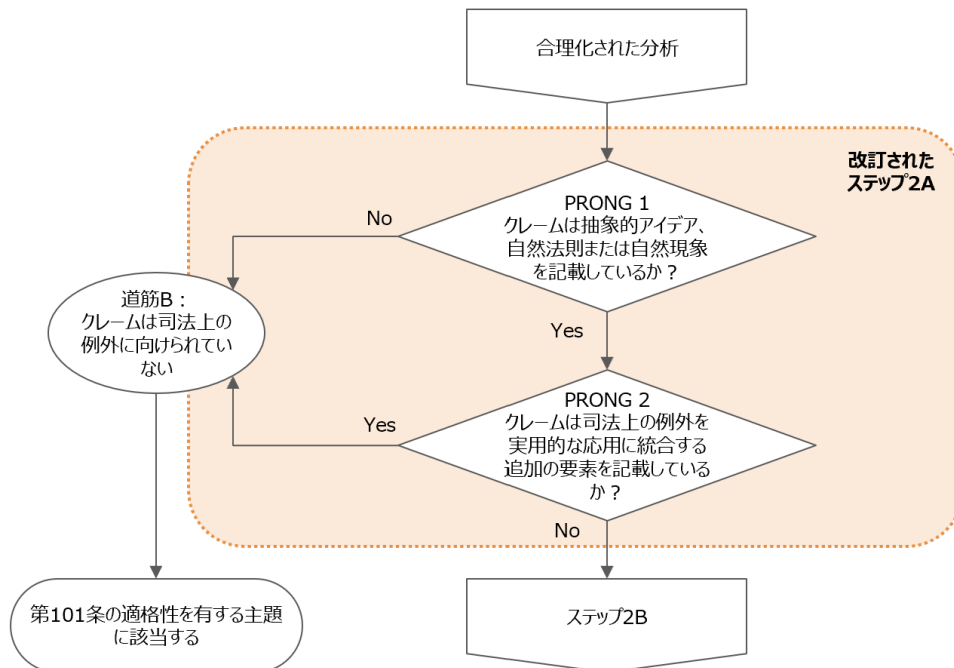 合理化された分析
改訂された
ステップ2A
PRONG 1
クレームは抽象的アイデア、
自然法則または自然現象
を記載しているか？
No
道筋B：
クレームは司法上の
例外に向けられてい
ない
Yes
PRONG 2
クレームは司法上の例外を
実用的な応用に統合する
追加の要素を記載している
か？
Yes
No
第101条の適格性を有する主題
に該当する
ステップ2B